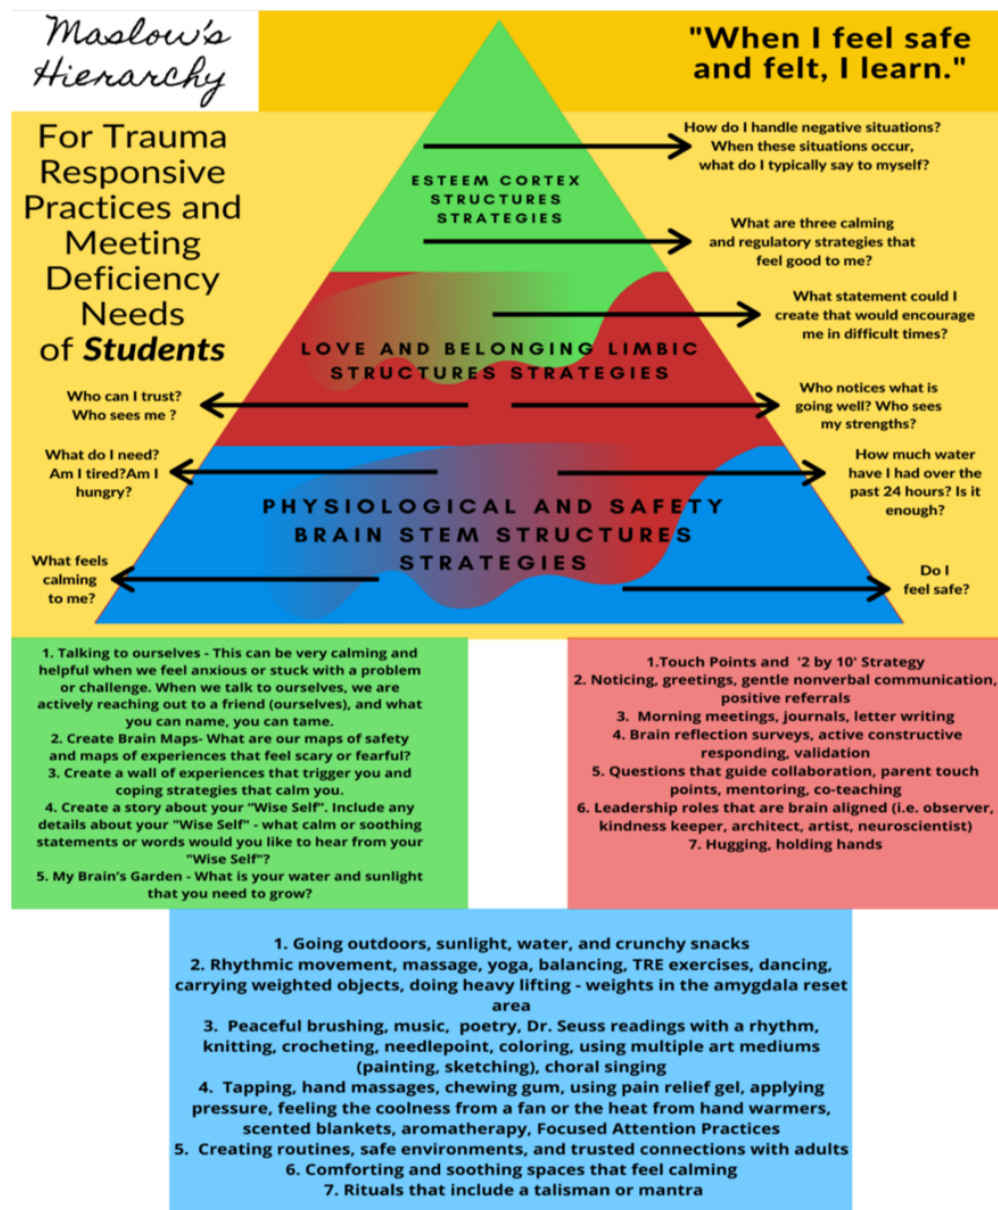 Maslow's
Hierarchy
"When I feel safe
and felt, I learn."
For Trauma
Responsive
Practices and
Meeting
Deficiency
Needs
of Students
How do I handle negative situations?
When these situations occur,
what do I typically say to myself?
ESTEEM CORTEX
STRUCTURES
STRATEGIES
What are three calming
and regulatory strategies that
feel good to me?
What statement could I
create that would encourage
me in difficult times?
LOVE AND BELONGING LIMBIC
STRUCTURES STRATEGIES
Who can I trust?
Who sees me ?
Who notices what is
going well? Who sees
my strengths?
What do I need?
Am I tired?Am I
hungry?
How much water
have I had over the
past 24 hours? Is it
enough?
PHYSIOLOGICAL AND SAFETY
BRAIN STEM STRUCTURES
STRATEGIES
What feels
calming
to me?
Do I
feel safe?
1. Talking to ourselves - This can be very calming and
helpful when we feel anxious or stuck with a problem
or challenge. When we talk to ourselves, we are
actively reaching out to a friend (ourselves), and what
you can name, you can tame.
2. Create Brain Maps- What are our maps of safety
and maps of experiences that feel scary or fearful?
3. Create a wall of experiences that trigger you and
coping strategies that calm you.
4. Create a story about your “Wise Self”. Include any
details about your "Wise Self" - what calm or soothing
statements or words would you like to hear from your
"Wise Self"?
5. My Brain’s Garden - What is your water and sunlight
that you need to grow?
1.Touch Points and '2 by 10' Strategy
2. Noticing, greetings, gentle nonverbal communication,
positive referrals
3. Morning meetings, journals, letter writing
4. Brain reflection surveys, active constructive
responding, validation
5. Questions that guide collaboration, parent touch
points, mentoring, co-teaching
6. Leadership roles that are brain aligned (i.e. observer,
kindness keeper, architect, artist, neuroscientist)
7. Hugging, holding hands
1. Going outdoors, sunlight, water, and crunchy snacks
2. Rhythmic movement, massage, yoga, balancing, TRE exercises, dancing,
carrying weighted objects, doing heavy lifting - weights in the amygdala reset
area
3. Peaceful brushing, music, poetry, Dr. Seuss readings with a rhythm,
knitting, crocheting, needlepoint, coloring, using multiple art mediums
(painting, sketching), choral singing
4. Tapping, hand massages, chewing gum, using pain relief gel, applying
pressure, feeling the coolness from a fan or the heat from hand warmers,
scented blankets, aromatherapy, Focused Attention Practices
5. Creating routines, safe environments, and trusted connections with adults
6. Comforting and soothing spaces that feel calming
7. Rituals that include a talisman or mantra